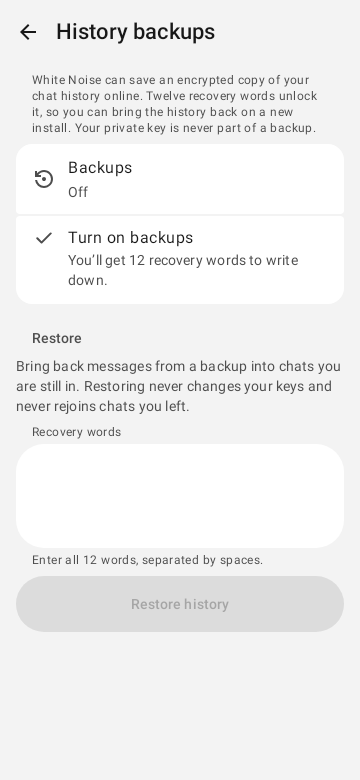 History backups
White Noise can save an encrypted copy of your
chat history online. Twelve recovery words unlock
it, so you can bring the history back on a new
install. Your private key is never part of a backup.
Backups
Off
Turn on backups
You’ll get 12 recovery words to write
down.
Restore
Bring back messages from a backup into chats you
are still in. Restoring never changes your keys and
never rejoins chats you left.
Recovery words
Enter all 12 words, separated by spaces.
Restore history